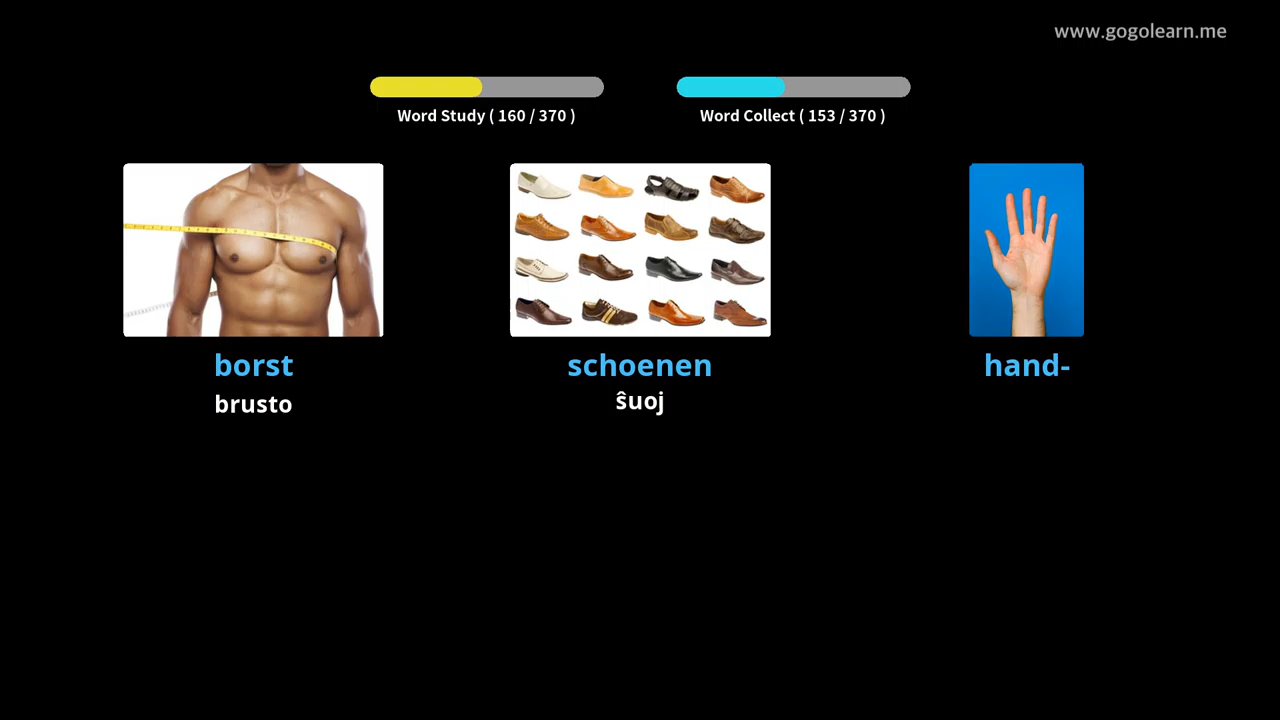 www.gogolearn.me
Word Study ( 160 / 370 )
Word Collect ( 153 / 370 )
borst
schoenen
hand-
brusto
ŝuoj